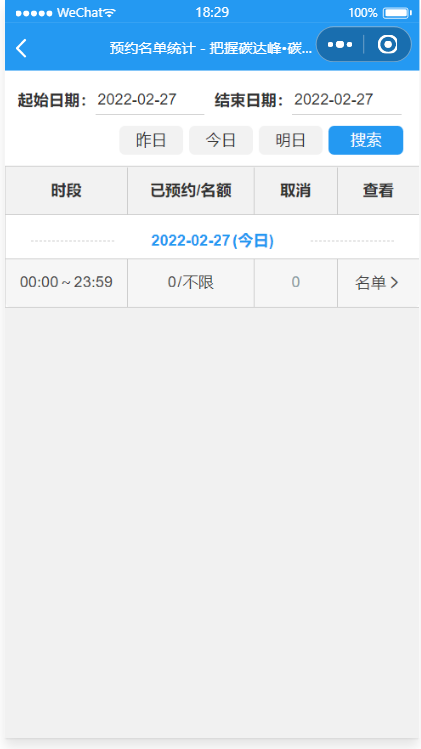 WeChat 18:29 100%
预约名单统计 - 把握碳达峰•碳...
起始日期： 2022-02-27 结束日期： 2022-02-27
昨日 今日 明日 搜索
时段 已预约/名额 取消 查看
2022-02-27(今日)
00:00 ~ 23:59 0/不限 0 名单